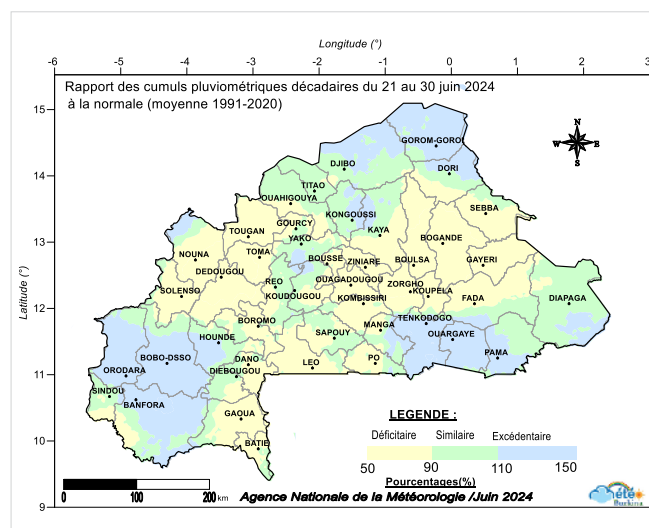 Longitude (°)
-6 -5 -4 -3 -2 -1 0 1 2 3
Rapport des cumuls pluviométriques décadaires du 21 au 30 juin 2024
à la normale (moyenne 1991-2020)
Latitude (°)
15
14
13
12
11
10
9
N
W E
S
GOROM-GOROM
DJIBO
DORI
TITAO
OUAHIGOUYA
SEBBA
KONGOUSSI
GOURCY
TOUGAN
KAYA
YAKO
BOGANDE
NOUNA
TOMA
BOUSSE
ZINIARE
BOULSA
GAYERI
DEDOUGOU
REO
OUAGADOUGOU
ZORGHO
SOLENSO
KOUDOUGOU
KOMBISSIRI
KOUPELA
FADA
DIAPAGA
BOROMO
MANGA
TENKODOGO
HOUNDE
SAPOUY
OUARGAYE
BOBO-DSSO
DANO
LEO
PO
PAMA
ORODARA
DIEBOUGOU
SINDOU
BANFORA
GAOUA
BATIE
LEGENDE :
Déficitaire Similaire Excédentaire
50 90 110 150
Pourcentages(%)
0 100 200 km
Agence Nationale de la Météorologie /Juin 2024
météo
Burkina